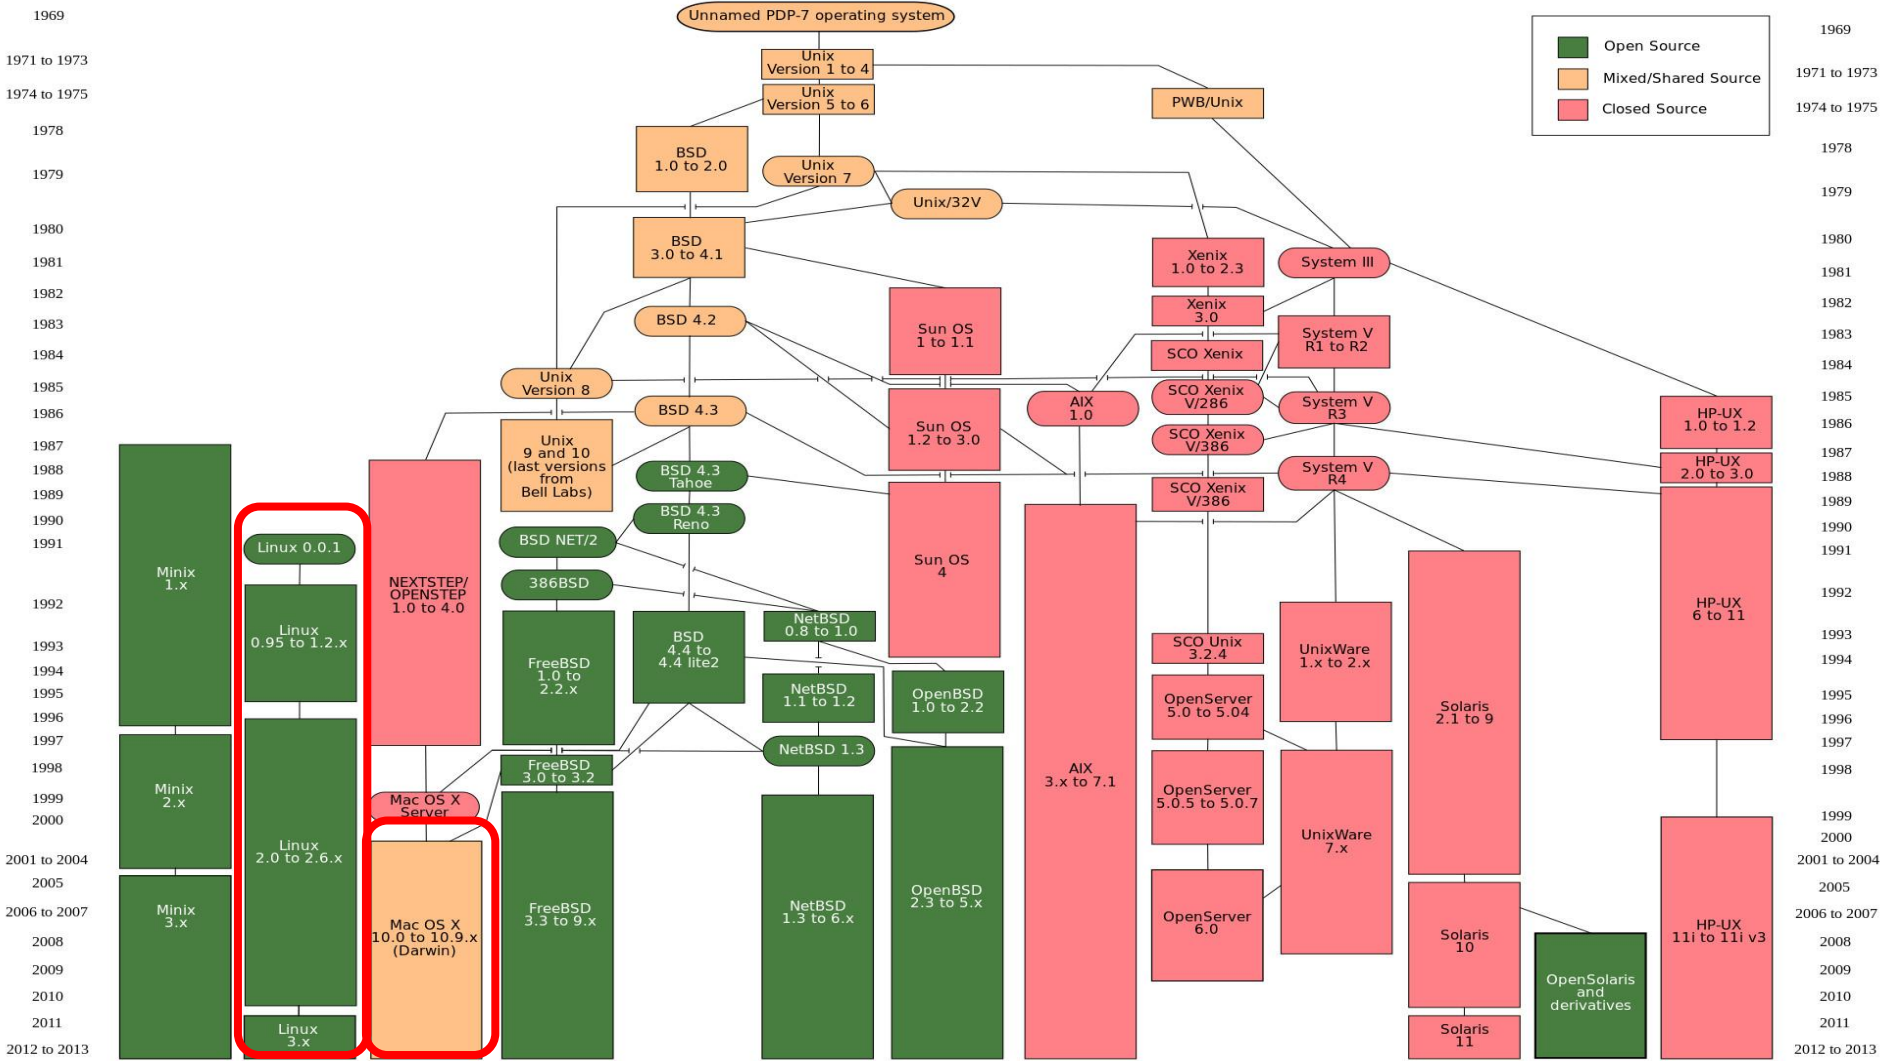 Unnamed PDP-7 operating system
Unix
Version 1 to 4
Unix
Version 5 to 6
PWB/Unix
BSD
1.0 to 2.0
Unix
Version 7
Unix/32V
BSD
3.0 to 4.1
Xenix
1.0 to 2.3
System III
Xenix
3.0
BSD 4.2
Sun OS
1 to 1.1
System V
R1 to R2
SCO Xenix
Unix
Version 8
SCO Xenix
V/286
AIX
1.0
System V
R3
BSD 4.3
HP-UX
1.0 to 1.2
Sun OS
1.2 to 3.0
SCO Xenix
V/386
Unix
9 and 10
(last versions
from
Bell Labs)
BSD 4.3
Tahoe
System V
R4
HP-UX
2.0 to 3.0
SCO Xenix
V/386
BSD 4.3
Reno
BSD NET/2
Linux 0.0.1
Minix
1.x
NEXTSTEP/
OPENSTEP
1.0 to 4.0
386BSD
Sun OS
4
HP-UX
6 to 11
Linux
0.95 to 1.2.x
NetBSD
0.8 to 1.0
BSD
4.4 to
4.4 lite2
SCO Unix
3.2.4
UnixWare
1.x to 2.x
FreeBSD
1.0 to
2.2.x
NetBSD
1.1 to 1.2
OpenBSD
1.0 to 2.2
OpenServer
5.0 to 5.04
Solaris
2.1 to 9
NetBSD 1.3
FreeBSD
3.0 to 3.2
AIX
3.x to 7.1
Minix
2.x
Mac OS X
Server
OpenServer
5.0.5 to 5.0.7
UnixWare
7.x
Linux
2.0 to 2.6.x
Minix
3.x
Mac OS X
10.0 to 10.9.x
(Darwin)
FreeBSD
3.3 to 9.x
NetBSD
1.3 to 6.x
OpenBSD
2.3 to 5.x
OpenServer
6.0
Solaris
10
HP-UX
11i to 11i v3
OpenSolaris
and
derivatives
Linux
3.x
Solaris
11
Open Source
Mixed/Shared Source
Closed Source
1969
1971 to 1973
1974 to 1975
1978
1979
1980
1981
1982
1983
1984
1985
1986
1987
1988
1989
1990
1991
1992
1993
1994
1995
1996
1997
1998
1999
2000
2001 to 2004
2005
2006 to 2007
2008
2009
2010
2011
2012 to 2013
1969
1971 to 1973
1974 to 1975
1978
1979
1980
1981
1982
1983
1984
1985
1986
1987
1988
1989
1990
1991
1992
1993
1994
1995
1996
1997
1998
1999
2000
2001 to 2004
2005
2006 to 2007
2008
2009
2010
2011
2012 to 2013